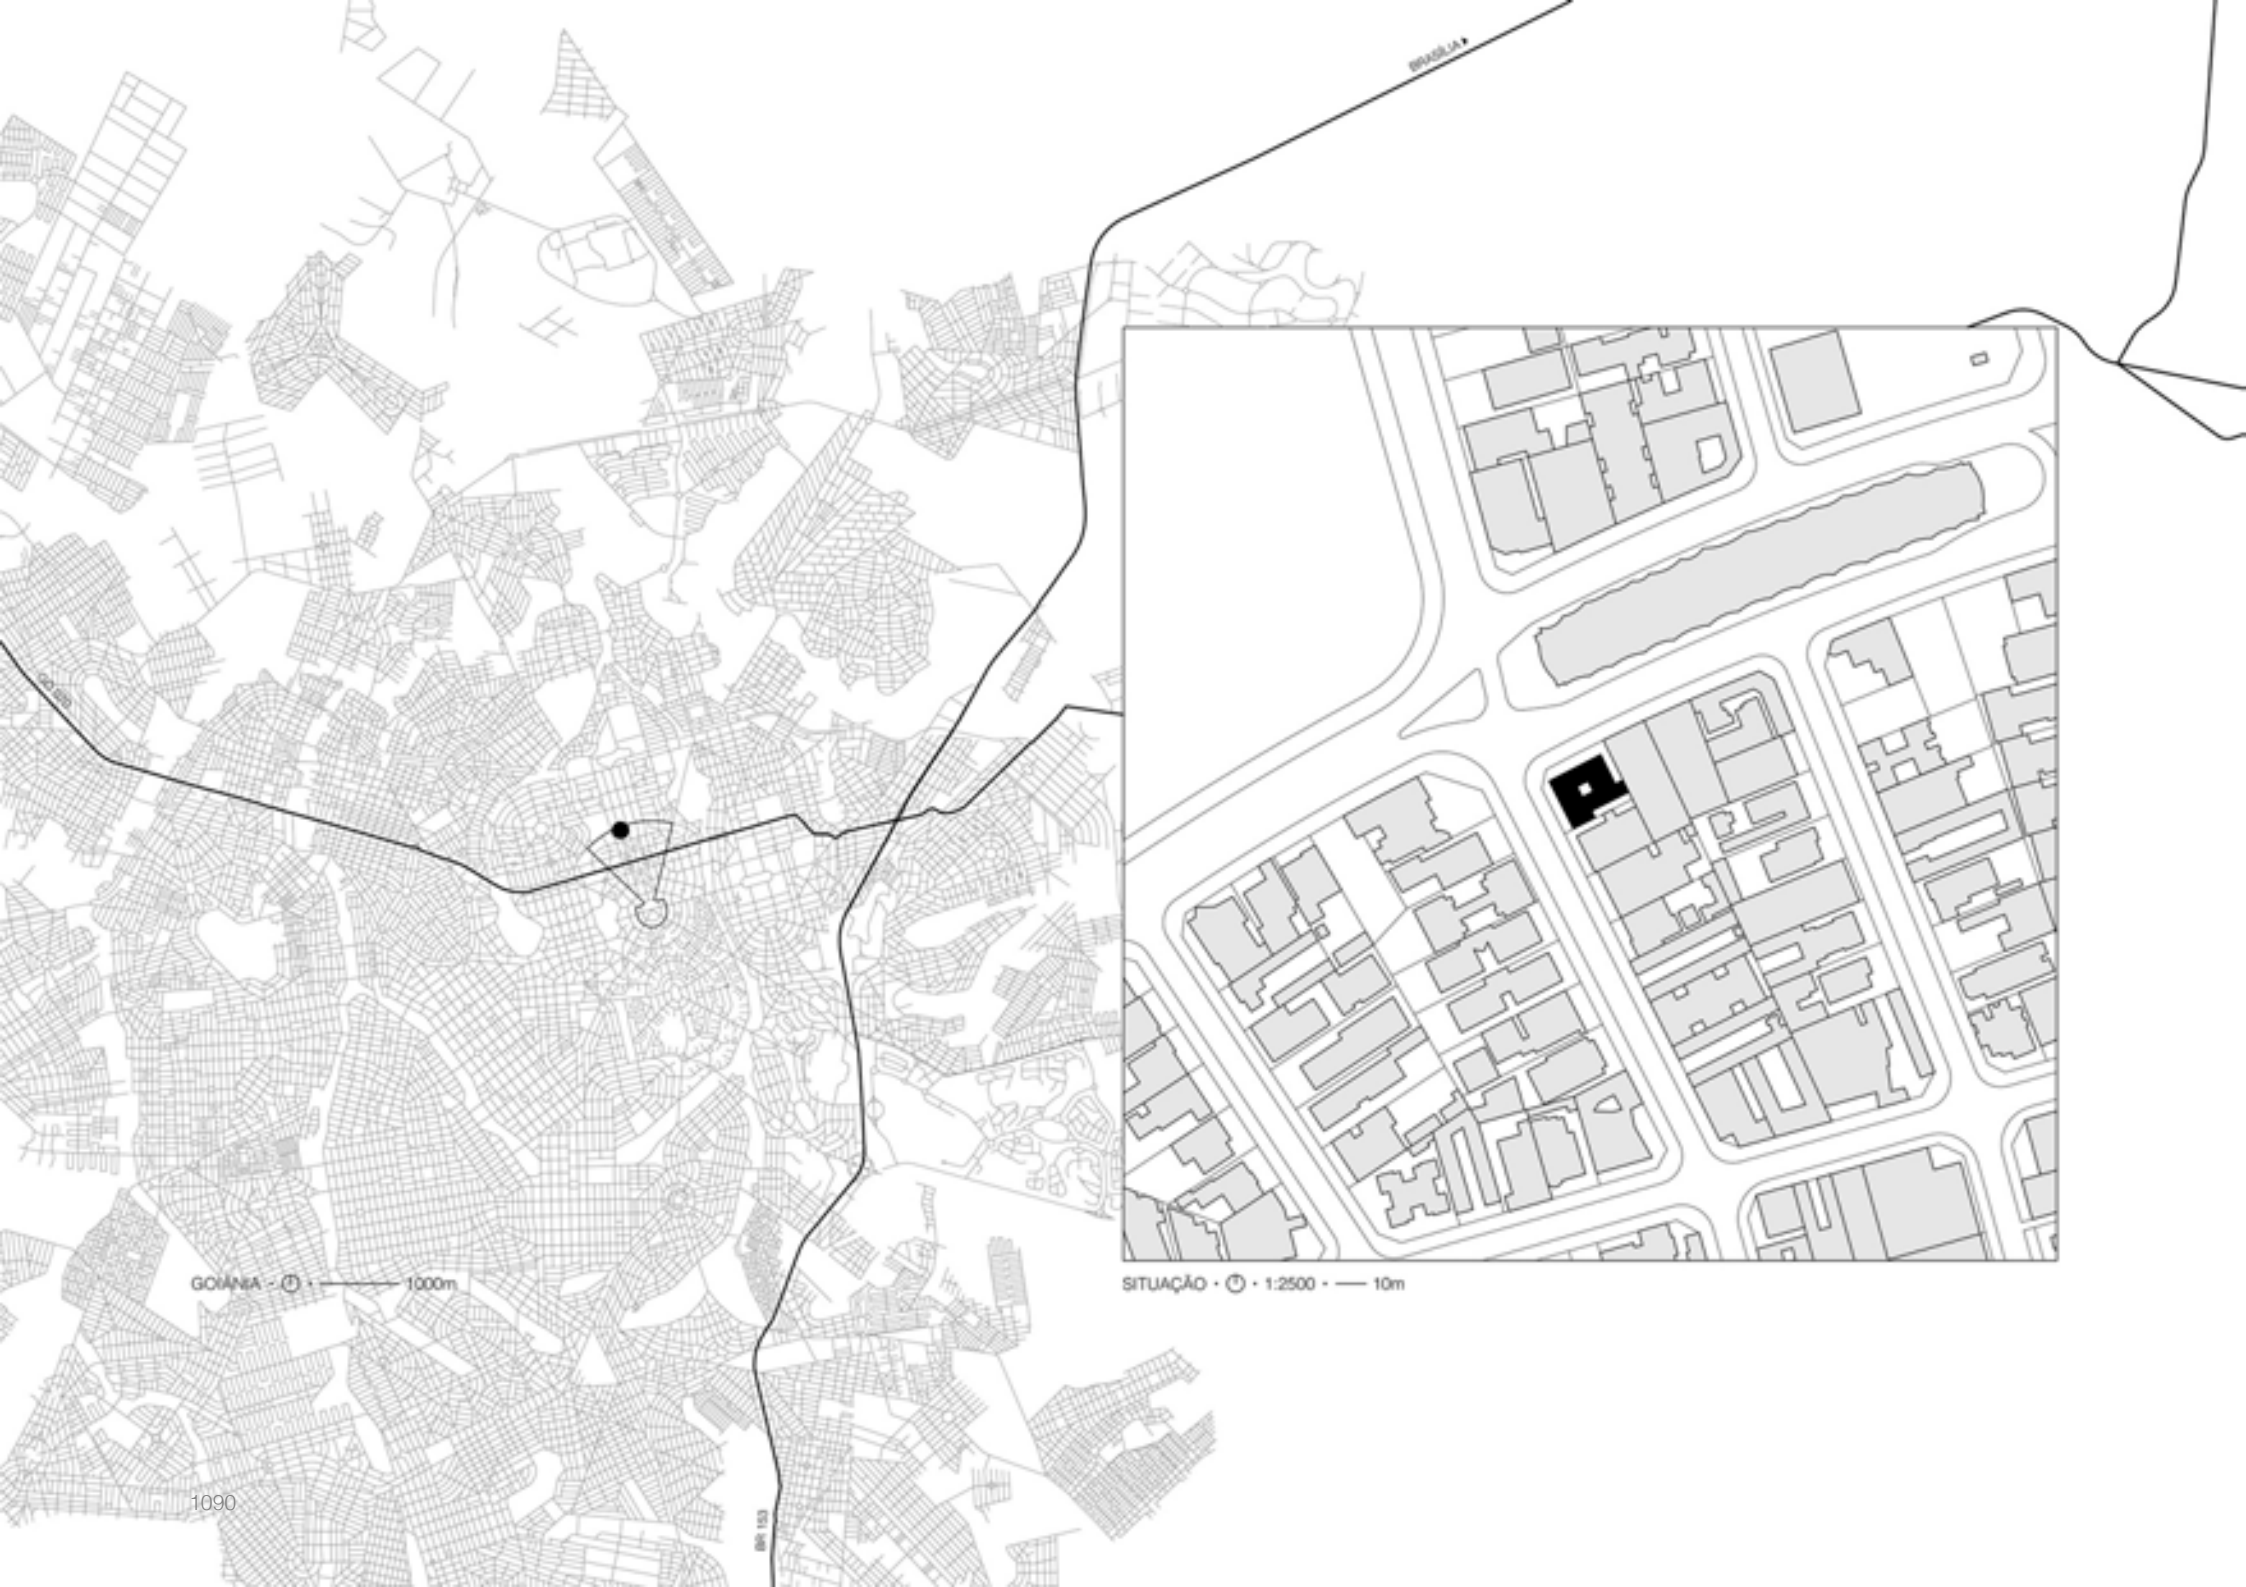 BRASÍLIA
GOIÂNIA · · 1000m
SITUAÇÃO · · 1:2500 · 10m
1090
BR 153